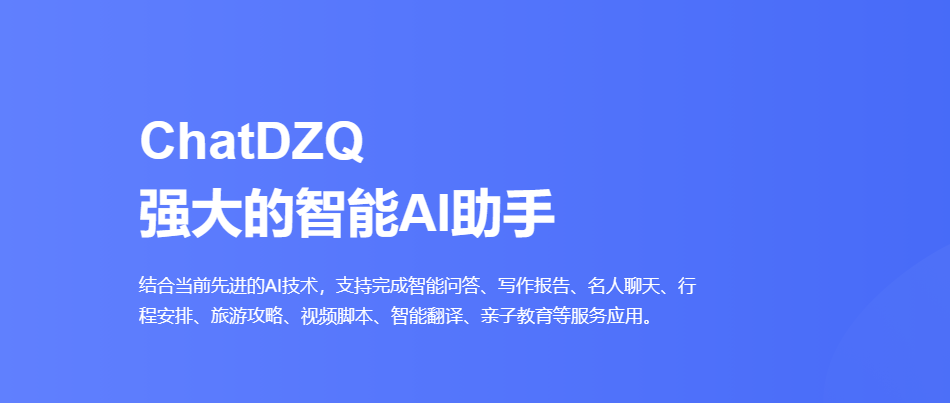 ChatDZQ
强大的智能AI助手
结合当前先进的AI技术，支持完成智能问答、写作报告、名人聊天、行
程安排、旅游攻略、视频脚本、智能翻译、亲子教育等服务应用。